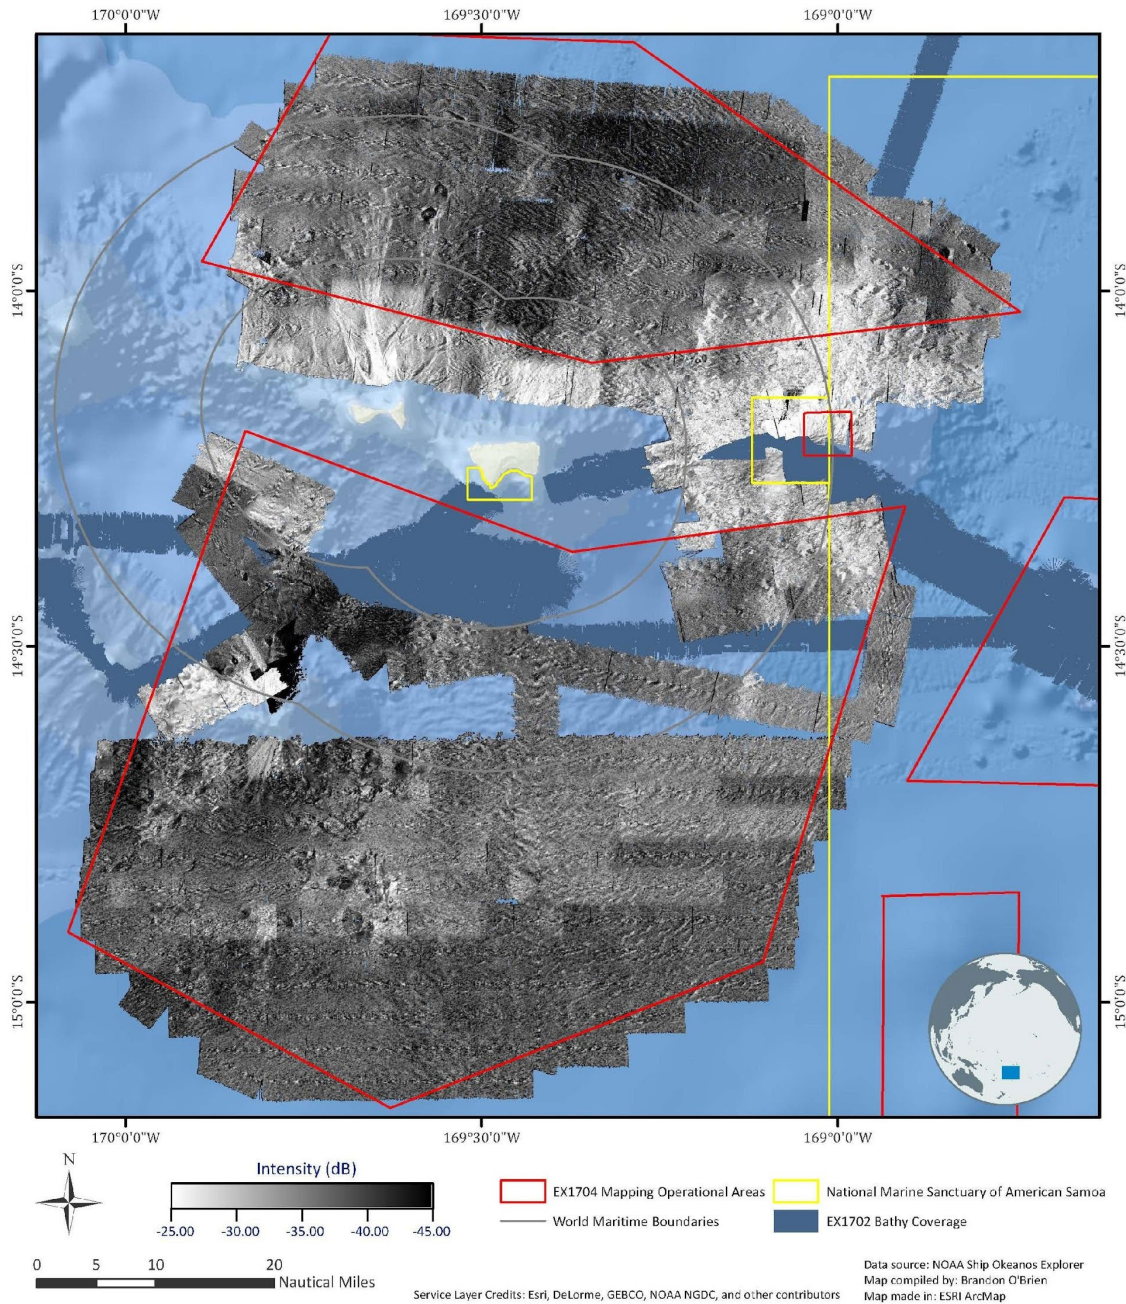 170°0'0"W 169°30'0"W 169°0'0"W
14°0'0"S 14°0'0"S
14°30'0"S 14°30'0"S
15°0'0"S 15°0'0"S
170°0'0"W 169°30'0"W 169°0'0"W
N
Intensity (dB)
-25.00 -30.00 -35.00 -40.00 -45.00
EX1704 Mapping Operational Areas
World Maritime Boundaries
National Marine Sanctuary of American Samoa
EX1702 Bathy Coverage
0 5 10 20
Nautical Miles
Service Layer Credits: Esri, DeLorme, GEBCO, NOAA NGDC, and other contributors
Data source: NOAA Ship Okeanos Explorer
Map compiled by: Brandon O'Brien
Map made in: ESRI ArcMap